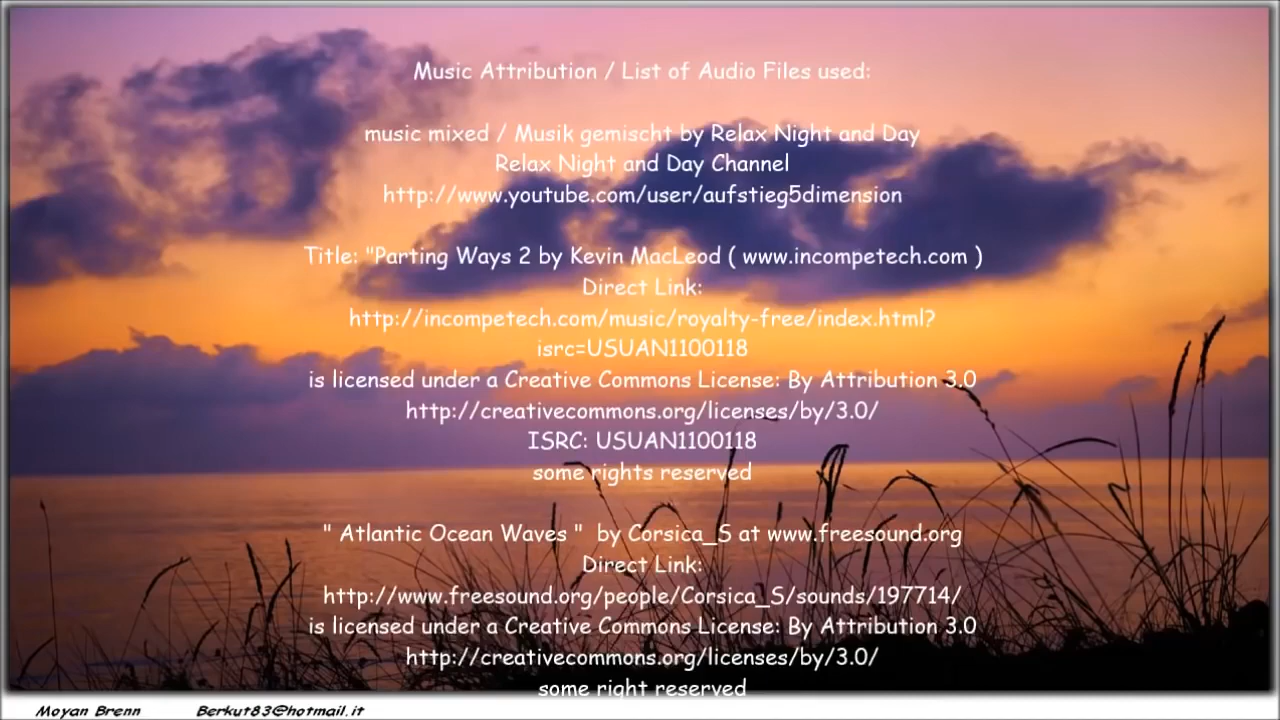 Music Attribution / List of Audio Files used:
music mixed / Musik gemischt by Relax Night and Day
Relax Night and Day Channel
http://www.youtube.com/user/aufstieg5dimension
Title: "Parting Ways 2 by Kevin MacLeod ( www.incompetech.com )
Direct Link:
http://incompetech.com/music/royalty-free/index.html?
isrc=USUAN1100118
is licensed under a Creative Commons License: By Attribution 3.0
http://creativecommons.org/licenses/by/3.0/
ISRC: USUAN1100118
some rights reserved
" Atlantic Ocean Waves "  by Corsica_S at www.freesound.org
Direct Link:
http://www.freesound.org/people/Corsica_S/sounds/197714/
is licensed under a Creative Commons License: By Attribution 3.0
http://creativecommons.org/licenses/by/3.0/
some right reserved
Moyan Brenn Berkut83@hotmail.it